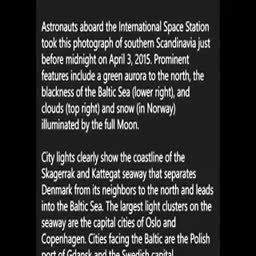 Astronauts aboard the International Space Station
took this photograph of southern Scandinavia just
before midnight on April 3, 2015. Prominent
features include a green aurora to the north, the
blackness of the Baltic Sea (lower right), and
clouds (top right) and snow (in Norway)
illuminated by the full Moon.
City lights clearly show the coastline of the
Skagerrak and Kattegat seaway that separates
Denmark from its neighbors to the north and leads
into the Baltic Sea. The largest light clusters on the
seaway are the capital cities of Oslo and
Copenhagen. Cities facing the Baltic are the Polish
port of Gdansk and the Swedish capital